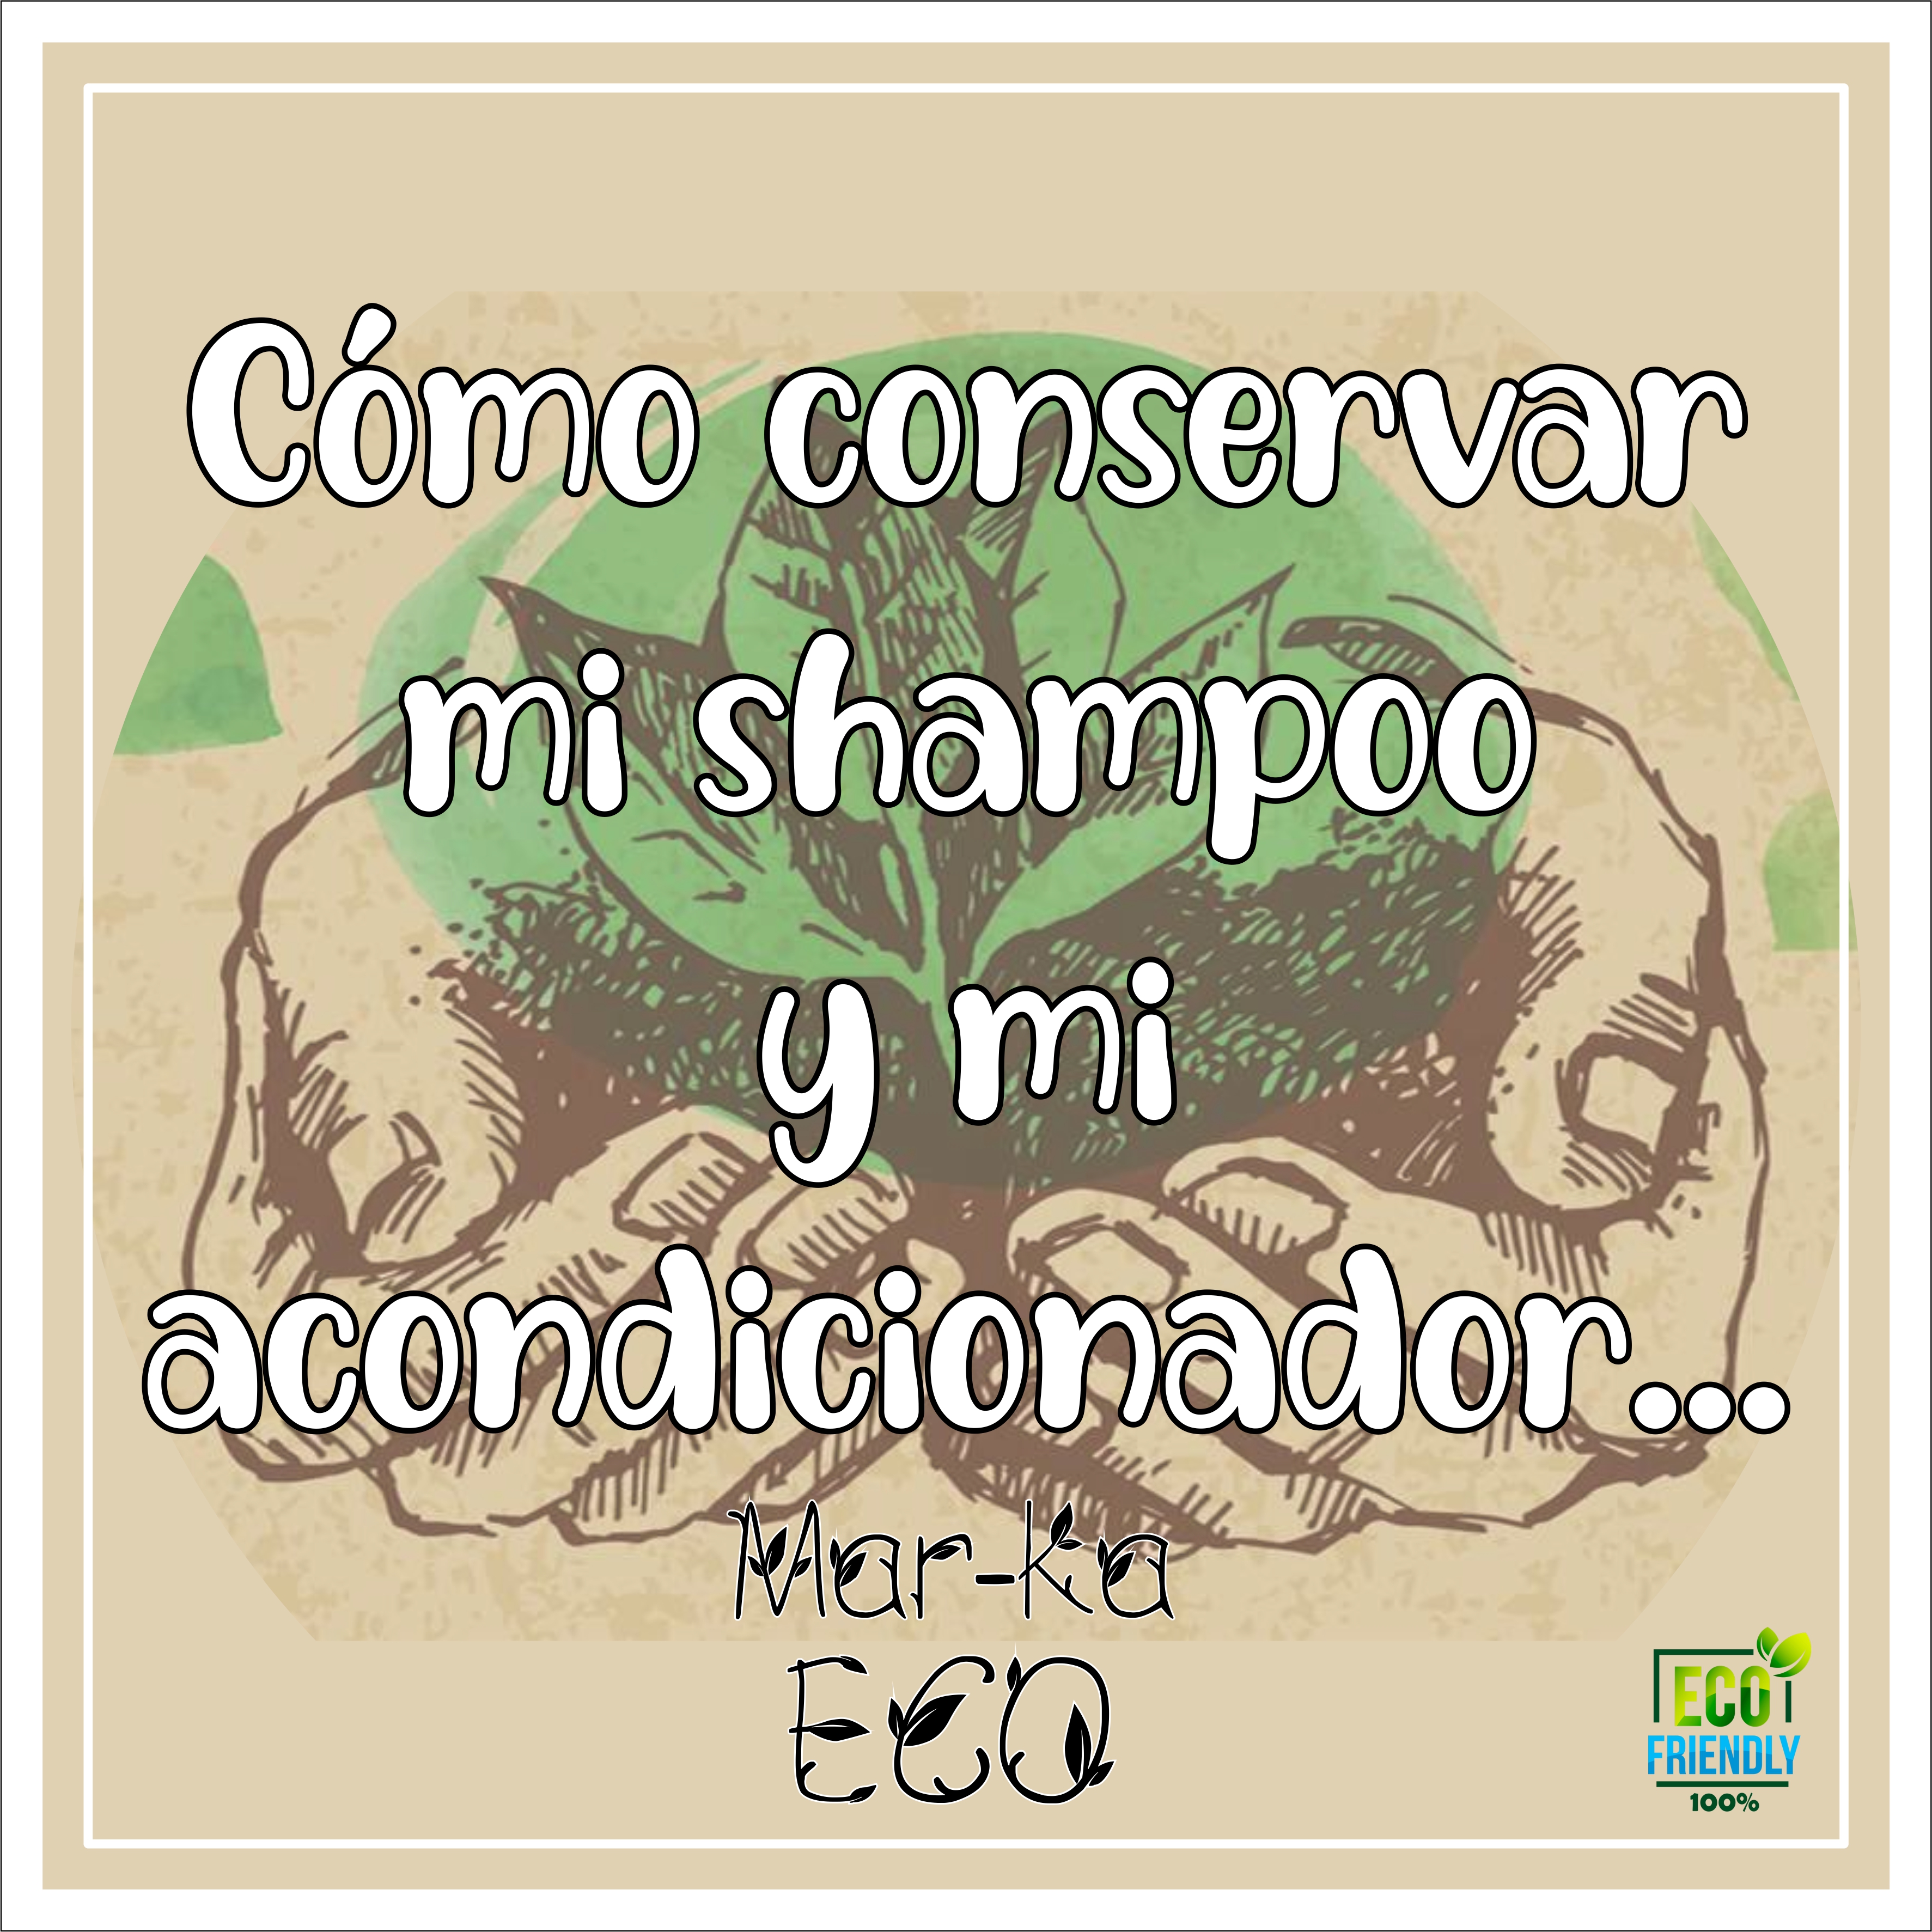 Cómo conservar
mi shampoo
y mi
acondicionador...
Mar-ka
ECO
ECO
FRIENDLY
100%